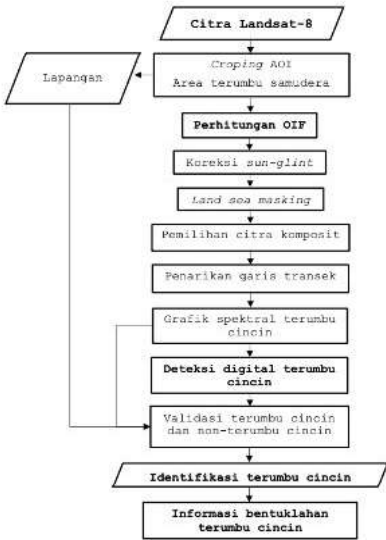 Citra Landsat-8
Lapangan
Croping AOI
Area terumbu samudera
Perhitungan OIF
Koreksi sun-glint
Land sea masking
Pemilihan citra komposit
Penarikan garis transek
Grafik spektral terumbu
cincin
Deteksi digital terumbu
cincin
Validasi terumbu cincin
dan non-terumbu cincin
Identifikasi terumbu cincin
Informasi bentuklahan
terumbu cincin